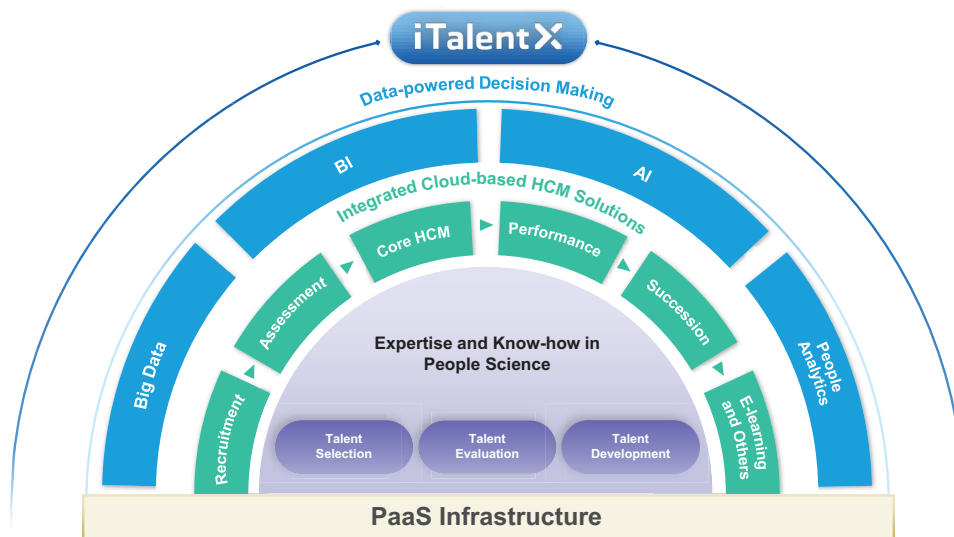 iTalentX
Data-powered Decision Making
BI
AI
Big Data
People
Analytics
Integrated Cloud-based HCM Solutions
Recruitment
Assessment
Core HCM
Performance
Succession
E-learning
and Others
Expertise and Know-how in
People Science
Talent
Selection
Talent
Evaluation
Talent
Development
PaaS Infrastructure